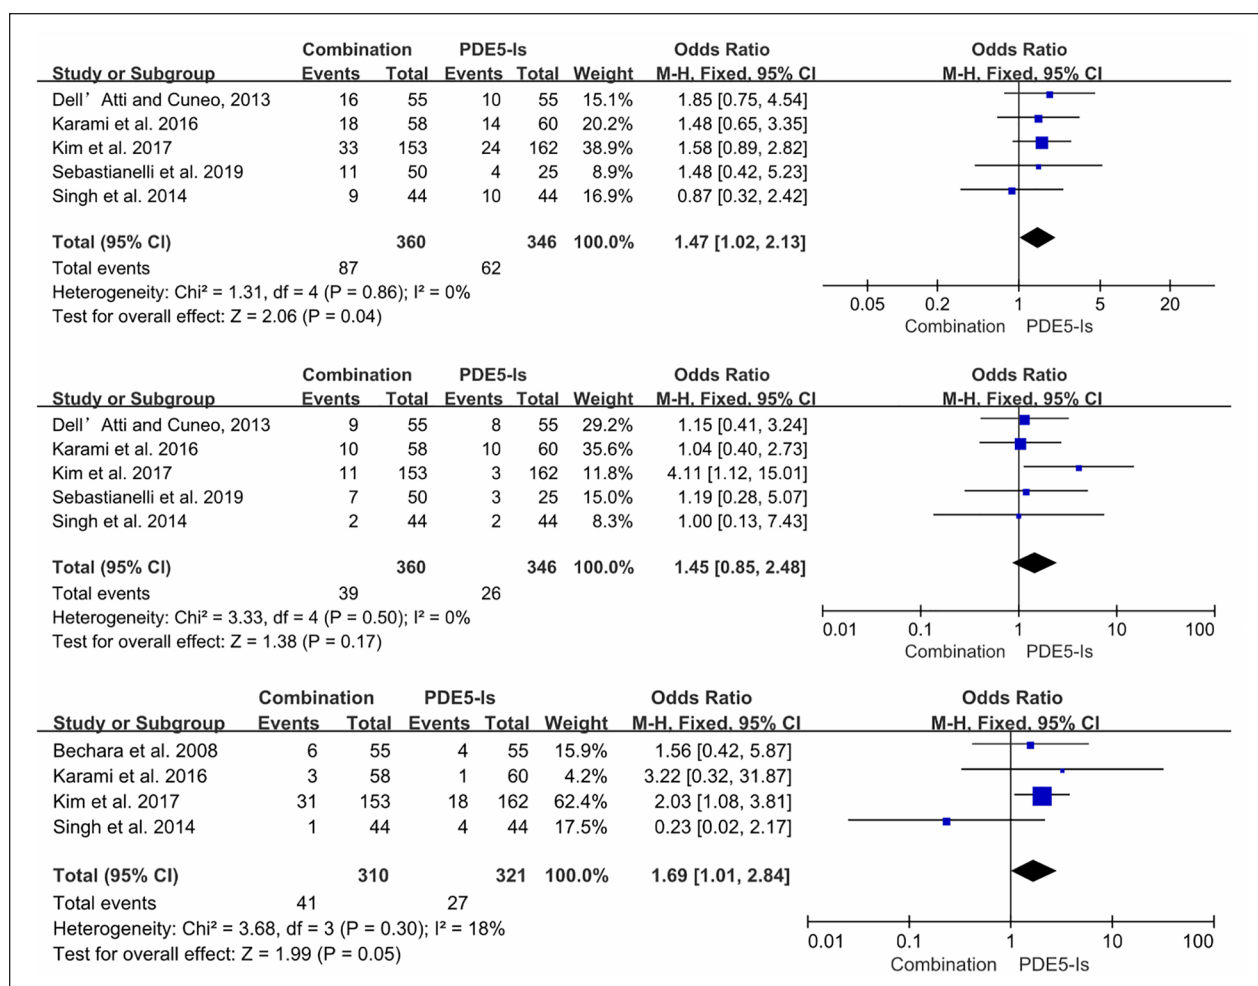 Combination PDE5-Is Odds Ratio Odds Ratio
Study or Subgroup Events Total Events Total Weight M-H, Fixed, 95% CI M-H, Fixed, 95% CI
Dell’ Atti and Cuneo, 2013 16 55 10 55 15.1% 1.85 [0.75, 4.54]
Karami et al. 2016 18 58 14 60 20.2% 1.48 [0.65, 3.35]
Kim et al. 2017 33 153 24 162 38.9% 1.58 [0.89, 2.82]
Sebastianelli et al. 2019 11 50 4 25 8.9% 1.48 [0.42, 5.23]
Singh et al. 2014 9 44 10 44 16.9% 0.87 [0.32, 2.42]
Total (95% CI) 360 346 100.0% 1.47 [1.02, 2.13]
Total events 87 62
Heterogeneity: Chi² = 1.31, df = 4 (P = 0.86); I² = 0%
Test for overall effect: Z = 2.06 (P = 0.04)
0.05 0.2 1 5 20
Combination PDE5-Is
Combination PDE5-Is Odds Ratio Odds Ratio
Study or Subgroup Events Total Events Total Weight M-H, Fixed, 95% CI M-H, Fixed, 95% CI
Dell’ Atti and Cuneo, 2013 9 55 8 55 29.2% 1.15 [0.41, 3.24]
Karami et al. 2016 10 58 10 60 35.6% 1.04 [0.40, 2.73]
Kim et al. 2017 11 153 3 162 11.8% 4.11 [1.12, 15.01]
Sebastianelli et al. 2019 7 50 3 25 15.0% 1.19 [0.28, 5.07]
Singh et al. 2014 2 44 2 44 8.3% 1.00 [0.13, 7.43]
Total (95% CI) 360 346 100.0% 1.45 [0.85, 2.48]
Total events 39 26
Heterogeneity: Chi² = 3.33, df = 4 (P = 0.50); I² = 0%
Test for overall effect: Z = 1.38 (P = 0.17)
0.01 0.1 1 10 100
Combination PDE5-Is
Combination PDE5-Is Odds Ratio Odds Ratio
Study or Subgroup Events Total Events Total Weight M-H, Fixed, 95% CI M-H, Fixed, 95% CI
Bechara et al. 2008 6 55 4 55 15.9% 1.56 [0.42, 5.87]
Karami et al. 2016 3 58 1 60 4.2% 3.22 [0.32, 31.87]
Kim et al. 2017 31 153 18 162 62.4% 2.03 [1.08, 3.81]
Singh et al. 2014 1 44 4 44 17.5% 0.23 [0.02, 2.17]
Total (95% CI) 310 321 100.0% 1.69 [1.01, 2.84]
Total events 41 27
Heterogeneity: Chi² = 3.68, df = 3 (P = 0.30); I² = 18%
Test for overall effect: Z = 1.99 (P = 0.05)
0.01 0.1 1 10 100
Combination PDE5-Is